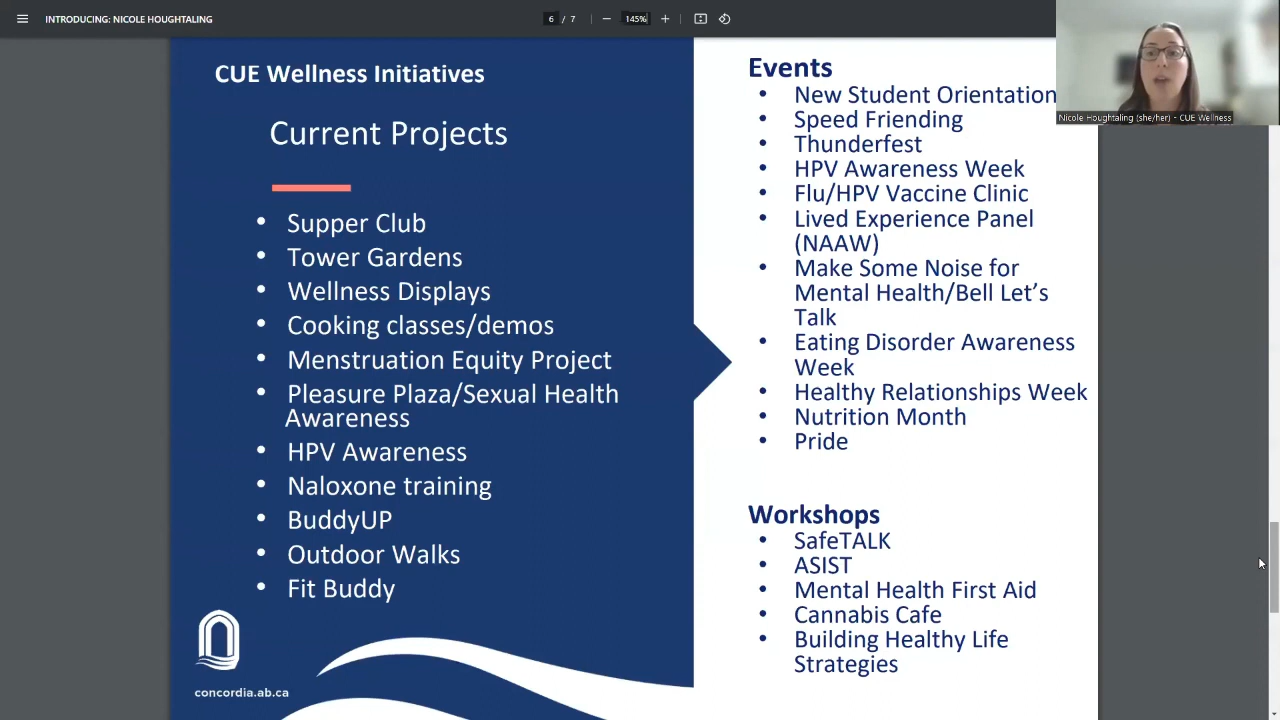 INTRODUCING: NICOLE HOUGHTALING
6 / 7
145%
CUE Wellness Initiatives
Current Projects
• Supper Club
• Tower Gardens
• Wellness Displays
• Cooking classes/demos
• Menstruation Equity Project
• Pleasure Plaza/Sexual Health
Awareness
• HPV Awareness
• Naloxone training
• BuddyUP
• Outdoor Walks
• Fit Buddy
concordia.ab.ca
Events
• New Student Orientation
• Speed Friending
• Thunderfest
• HPV Awareness Week
• Flu/HPV Vaccine Clinic
• Lived Experience Panel
(NAAW)
• Make Some Noise for
Mental Health/Bell Let’s
Talk
• Eating Disorder Awareness
Week
• Healthy Relationships Week
• Nutrition Month
• Pride
Workshops
• SafeTALK
• ASIST
• Mental Health First Aid
• Cannabis Cafe
• Building Healthy Life
Strategies
Nicole Houghtaling (she/her) - CUE Wellness